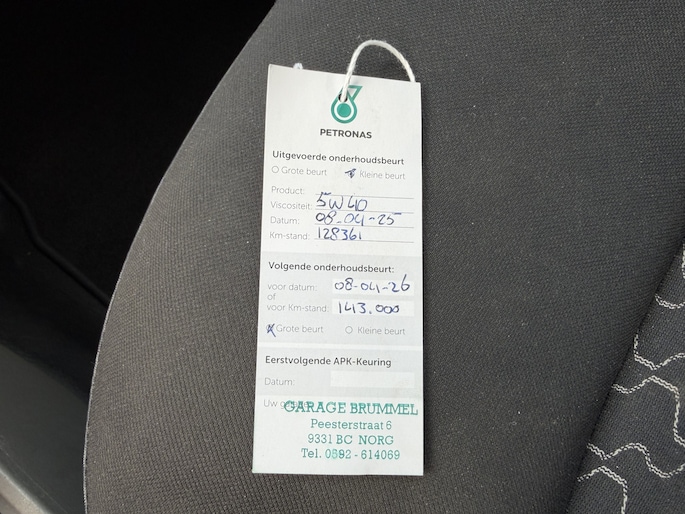 PETRONAS
Uitgevoerde onderhoudsbeurt
Grote beurt Kleine beurt
Product:
Viscositeit: 5W40
Datum: 08-04-25
Km-stand: 128361
Volgende onderhoudsbeurt:
voor datum: 08-04-26
of
voor Km-stand: 143.000
Grote beurt Kleine beurt
Eerstvolgende APK-Keuring
Datum:
Uw
GARAGE BRUMMEL
Peesterstraat 6
9331 BC NORG
Tel. 0592-614069